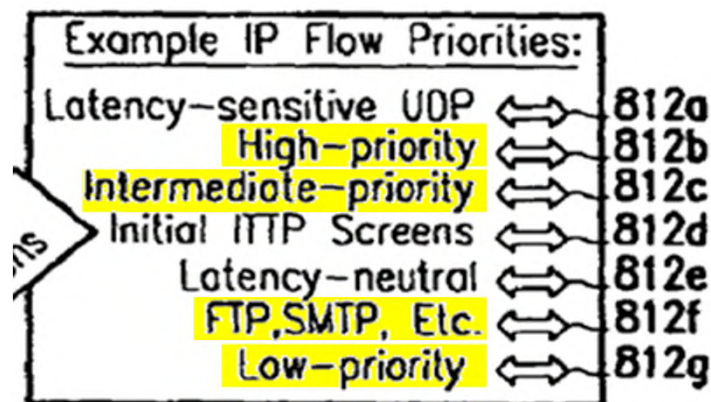 Example IP Flow Priorities:
Latency-sensitive UDP 812a
High-priority 812b
Intermediate-priority 812c
Initial HTTP Screens 812d
Latency-neutral 812e
FTP,SMTP, Etc. 812f
Low-priority 812g
ns